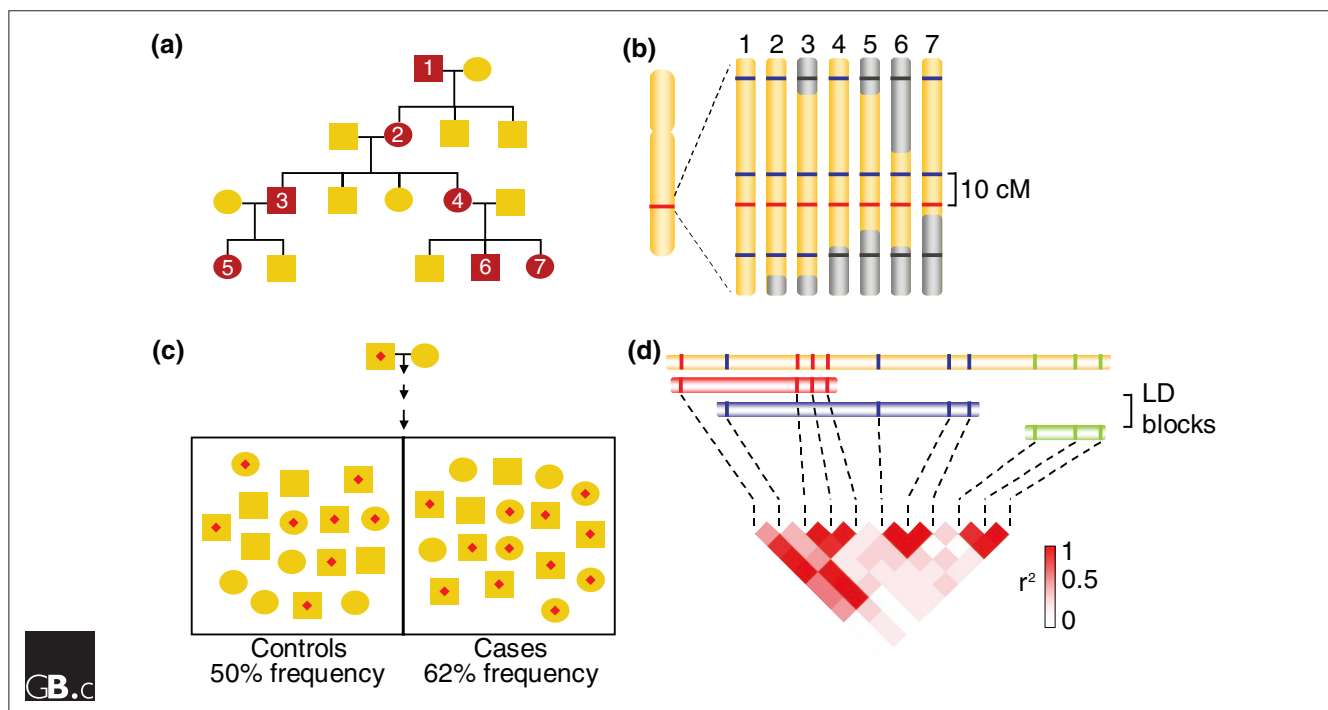 (a)
1
2
3
4
5
6
7
(b)
1 2 3 4 5 6 7
10 cM
(c)
Controls
50% frequency
Cases
62% frequency
(d)
LD
blocks
r²
1
0.5
0
GB.c